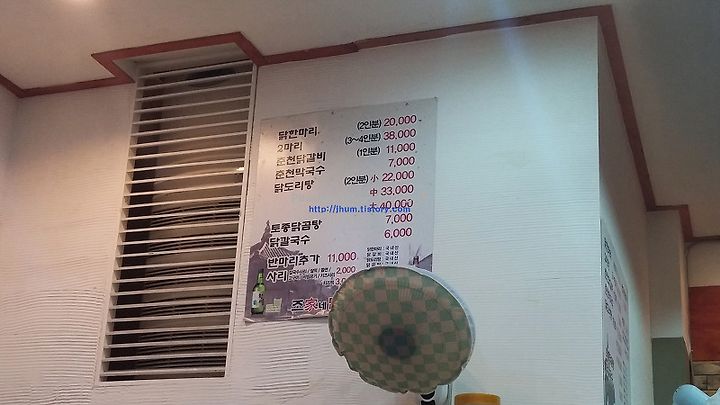 닭한마리 (2인분) 20,000
2마리 (3~4인분) 38,000
춘천닭갈비 (1인분) 11,000
춘천막국수 7,000
닭도리탕 (2인분) 小 22,000
中 33,000
大 40,000
http://jhum.tistory.com
토종닭곰탕 7,000
닭칼국수 6,000
반마리추가 11,000
사리 2,000
조家네